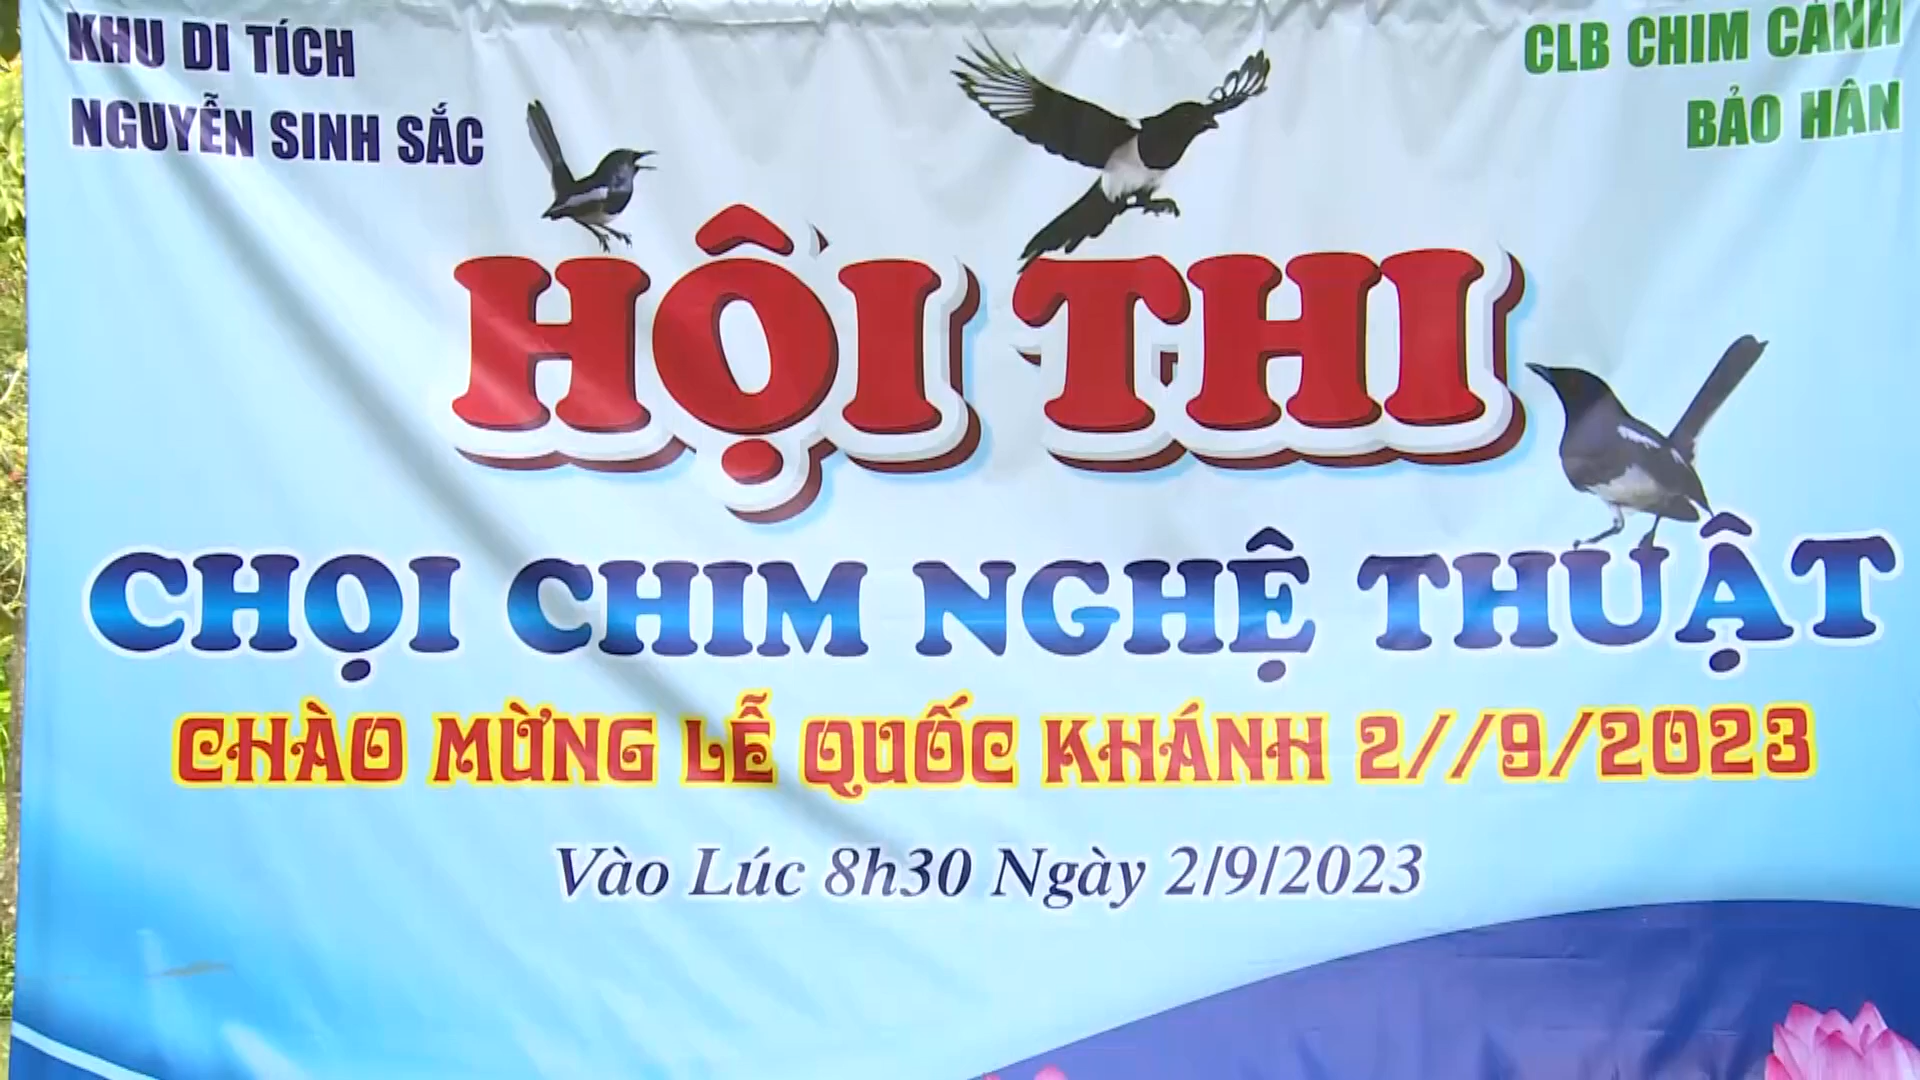 KHU DI TÍCH
NGUYỄN SINH SẮC
CLB CHIM CẢNH
BẢO HÂN
HỘI THI
CHỌI CHIM NGHỆ THUẬT
CHÀO MỪNG LỄ QUỐC KHÁNH 2//9/2023
Vào Lúc 8h30 Ngày 2/9/2023